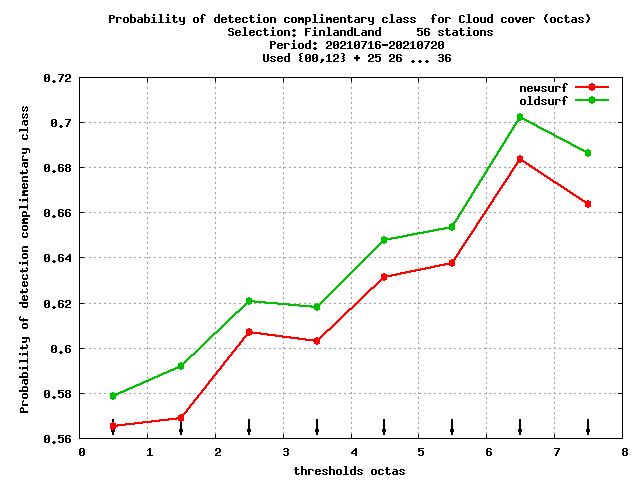 Probability of detection complimentary class  for Cloud cover (octas)
Selection: FinlandLand     56 stations
Period: 20210716-20210720
Used {00,12} + 25 26 ... 36
newsurf
oldsurf
Probability of detection complimentary class
0.72
0.7
0.68
0.66
0.64
0.62
0.6
0.58
0.56
0 1 2 3 4 5 6 7 8
thresholds octas